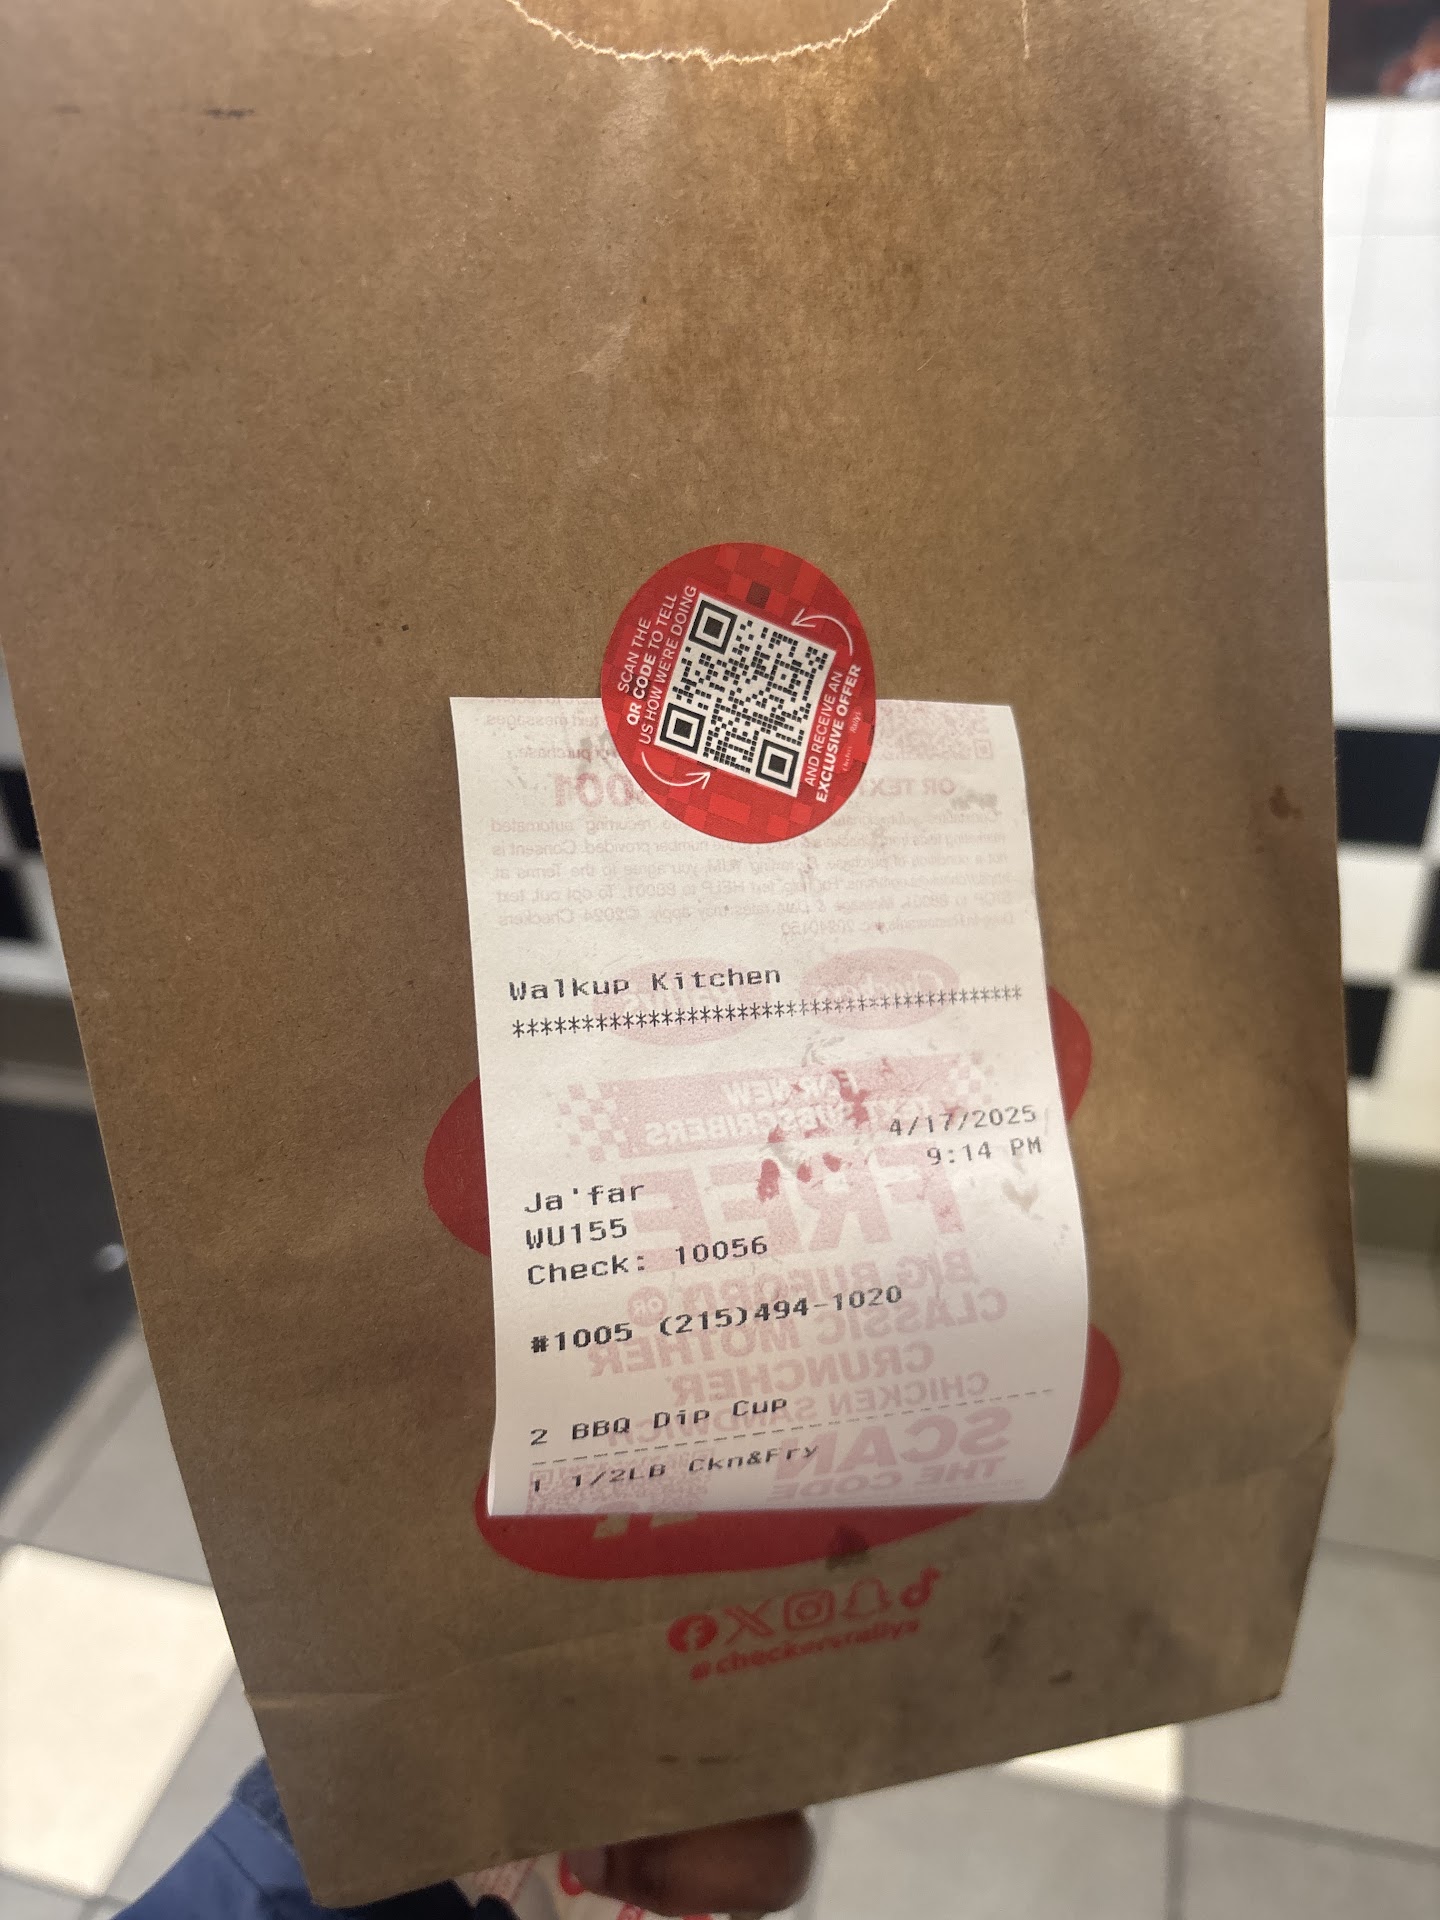 SCAN THE
QR CODE TO TELL
US HOW WE'RE DOING
AND RECEIVE AN
EXCLUSIVE OFFER
OR TEXT
Walkup Kitchen
*******************************************
FOR NEW
TEXT SUBSCRIBERS
4/17/2025
9:14 PM
FREE
Ja'far
WU155
Check: 10056
BIG BUFORD OR
#1005 (215)494-1020
CLASSIC MOTHER
CRUNCHER
CHICKEN SANDWICH
2 BBQ Dip Cup
--------------------------------------
SCAN
THE CODE
1 1/2LB Ckn&Fry
@checkersrallys